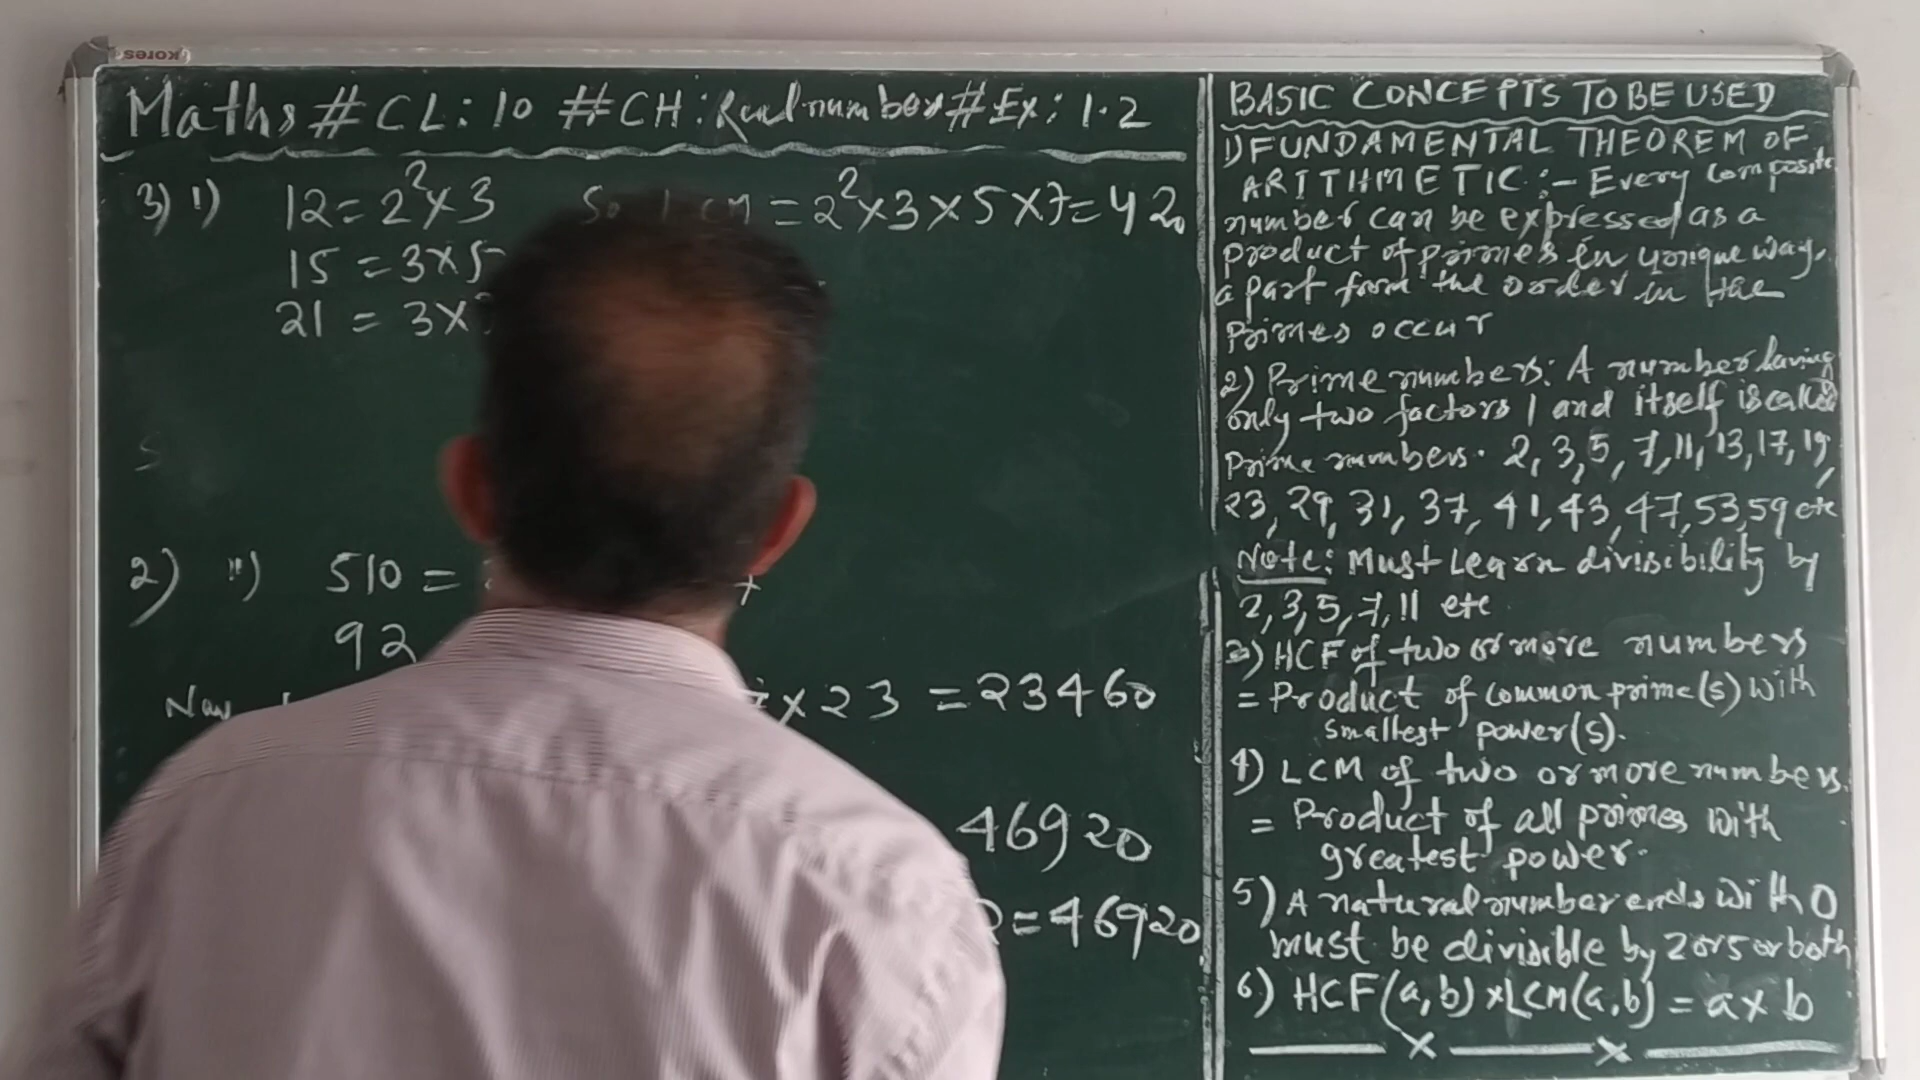 kores
Maths # CL: 10 # CH: Real number # Ex: 1.2
3) 1) 12 = 2²×3 So LCM = 2²×3×5×7 = 420
15 = 3×5
21 = 3×
2) 11) 510 =
92
Now ×23 = 23460
46920
= 46920
BASIC CONCEPTS TO BE USED
1) FUNDAMENTAL THEOREM OF
ARITHMETIC :- Every composite
number can be expressed as a
product of primes in unique way,
a part from the order in the
primes occur
2) Prime numbers: A number having
only two factors 1 and itself is called
Prime numbers. 2, 3, 5, 7, 11, 13, 17, 19,
23, 29, 31, 37, 41, 43, 47, 53, 59 etc
Note: Must Learn divisibility by
2, 3, 5, 7, 11 etc
3) HCF of two or more numbers
= Product of common prime(s) with
smallest power(s).
4) LCM of two or more numbers.
= Product of all primes with
greatest power.
5) A natural number ends with 0
must be divisible by 2 or 5 or both
6) HCF(a,b) × LCM(a,b) = a × b